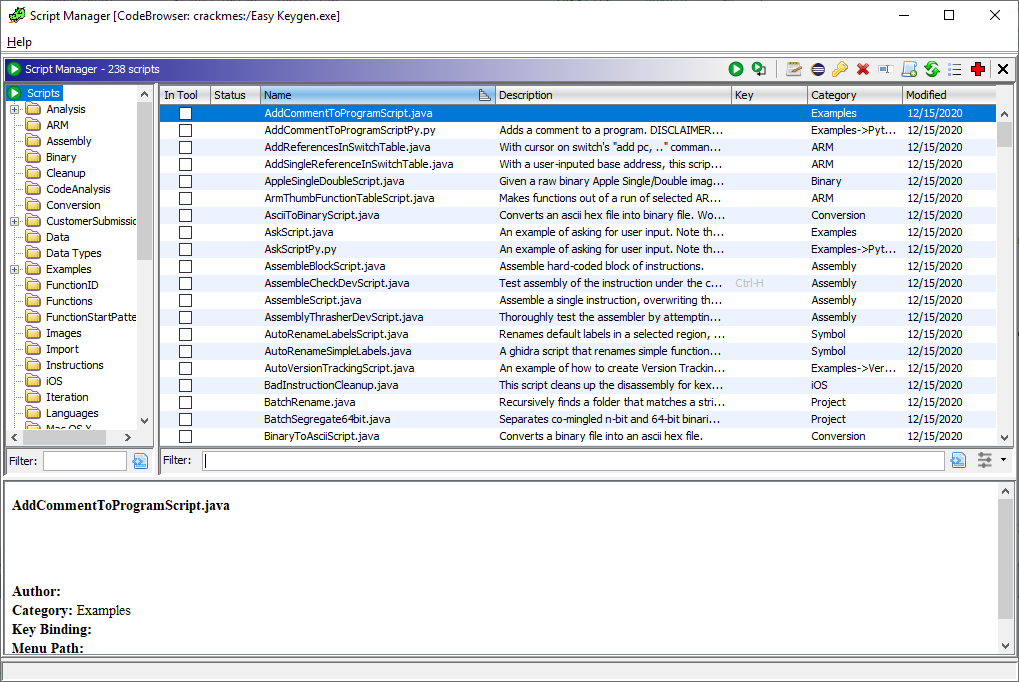 Script Manager [CodeBrowser: crackmes:/Easy Keygen.exe]
Help
Script Manager - 238 scripts
Scripts
Analysis
ARM
Assembly
Binary
Cleanup
CodeAnalysis
Conversion
CustomerSubmissic
Data
Data Types
Examples
FunctionID
Functions
FunctionStartPatte
Images
Import
Instructions
iOS
Iteration
Languages
Mac OS X
Filter:
In Tool Status Name Description Key Category Modified
AddCommentToProgramScript.java Examples 12/15/2020
AddCommentToProgramScriptPy.py Adds a comment to a program. DISCLAIMER... Examples->Pyt... 12/15/2020
AddReferencesInSwitchTable.java With cursor on switch's "add pc, .." comman... ARM 12/15/2020
AddSingleReferenceInSwitchTable.java With a user-inputed base address, this scrip... ARM 12/15/2020
AppleSingleDoubleScript.java Given a raw binary Apple Single/Double imag... Binary 12/15/2020
ArmThumbFunctionTableScript.java Makes functions out of a run of selected AR... ARM 12/15/2020
AsciiToBinaryScript.java Converts an ascii hex file into binary file. Wo... Conversion 12/15/2020
AskScript.java An example of asking for user input. Note th... Examples 12/15/2020
AskScriptPy.py An example of asking for user input. Note th... Examples->Pyt... 12/15/2020
AssembleBlockScript.java Assemble hard-coded block of instructions. Assembly 12/15/2020
AssembleCheckDevScript.java Test assembly of the instruction under the c... Ctrl-H Assembly 12/15/2020
AssembleScript.java Assemble a single instruction, overwriting th... Assembly 12/15/2020
AssemblyThrasherDevScript.java Thoroughly test the assembler by attemptin... Assembly 12/15/2020
AutoRenameLabelsScript.java Renames default labels in a selected region, ... Symbol 12/15/2020
AutoRenameSimpleLabels.java A ghidra script that renames simple function... Symbol 12/15/2020
AutoVersionTrackingScript.java An example of how to create Version Trackin... Examples->Ver... 12/15/2020
BadInstructionCleanup.java This script cleans up the disassembly for kex... iOS 12/15/2020
BatchRename.java Recursively finds a folder that matches a stri... Project 12/15/2020
BatchSegregate64bit.java Separates co-mingled n-bit and 64-bit binari... Project 12/15/2020
BinaryToAsciiScript.java Converts a binary file into an ascii hex file. Conversion 12/15/2020
Filter:
AddCommentToProgramScript.java
Author:
Category: Examples
Key Binding:
Menu Path: